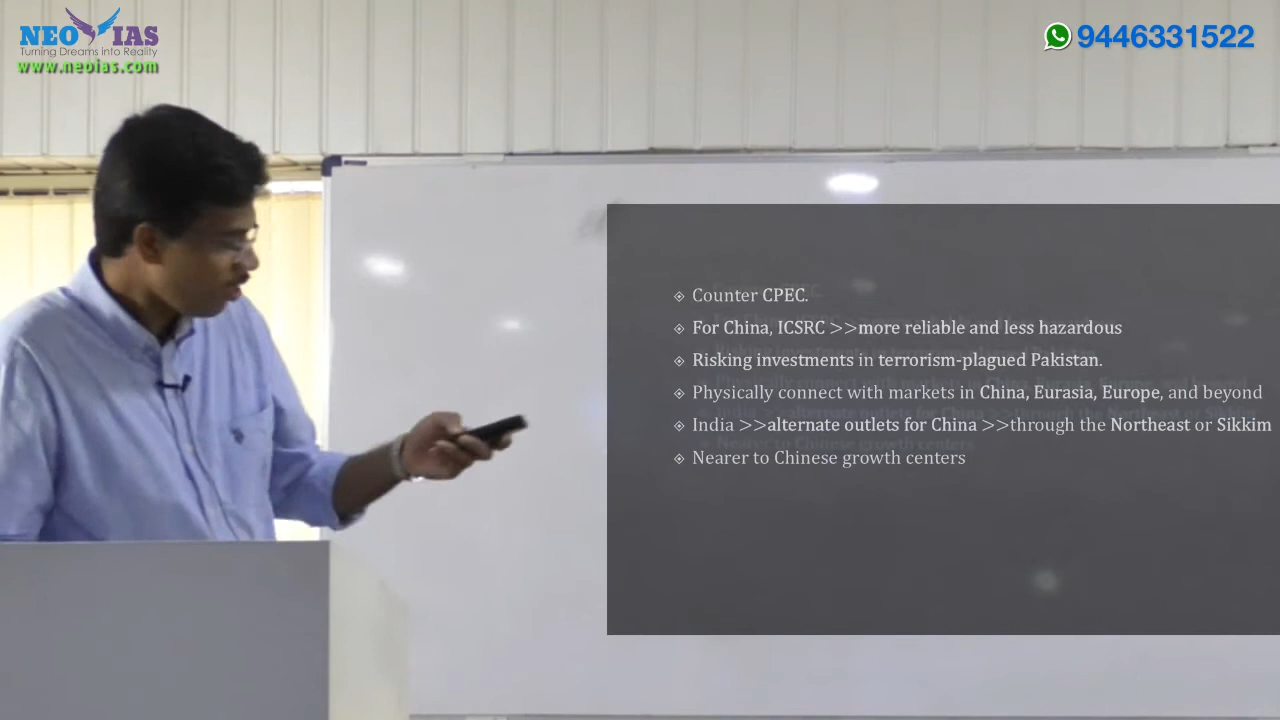 NEO IAS
Turning Dreams into Reality
www.neoias.com
9446331522
Counter CPEC.
For China, ICSRC >>more reliable and less hazardous
Risking investments in terrorism-plagued Pakistan.
Physically connect with markets in China, Eurasia, Europe, and beyond
India >>alternate outlets for China >>through the Northeast or Sikkim
Nearer to Chinese growth centers